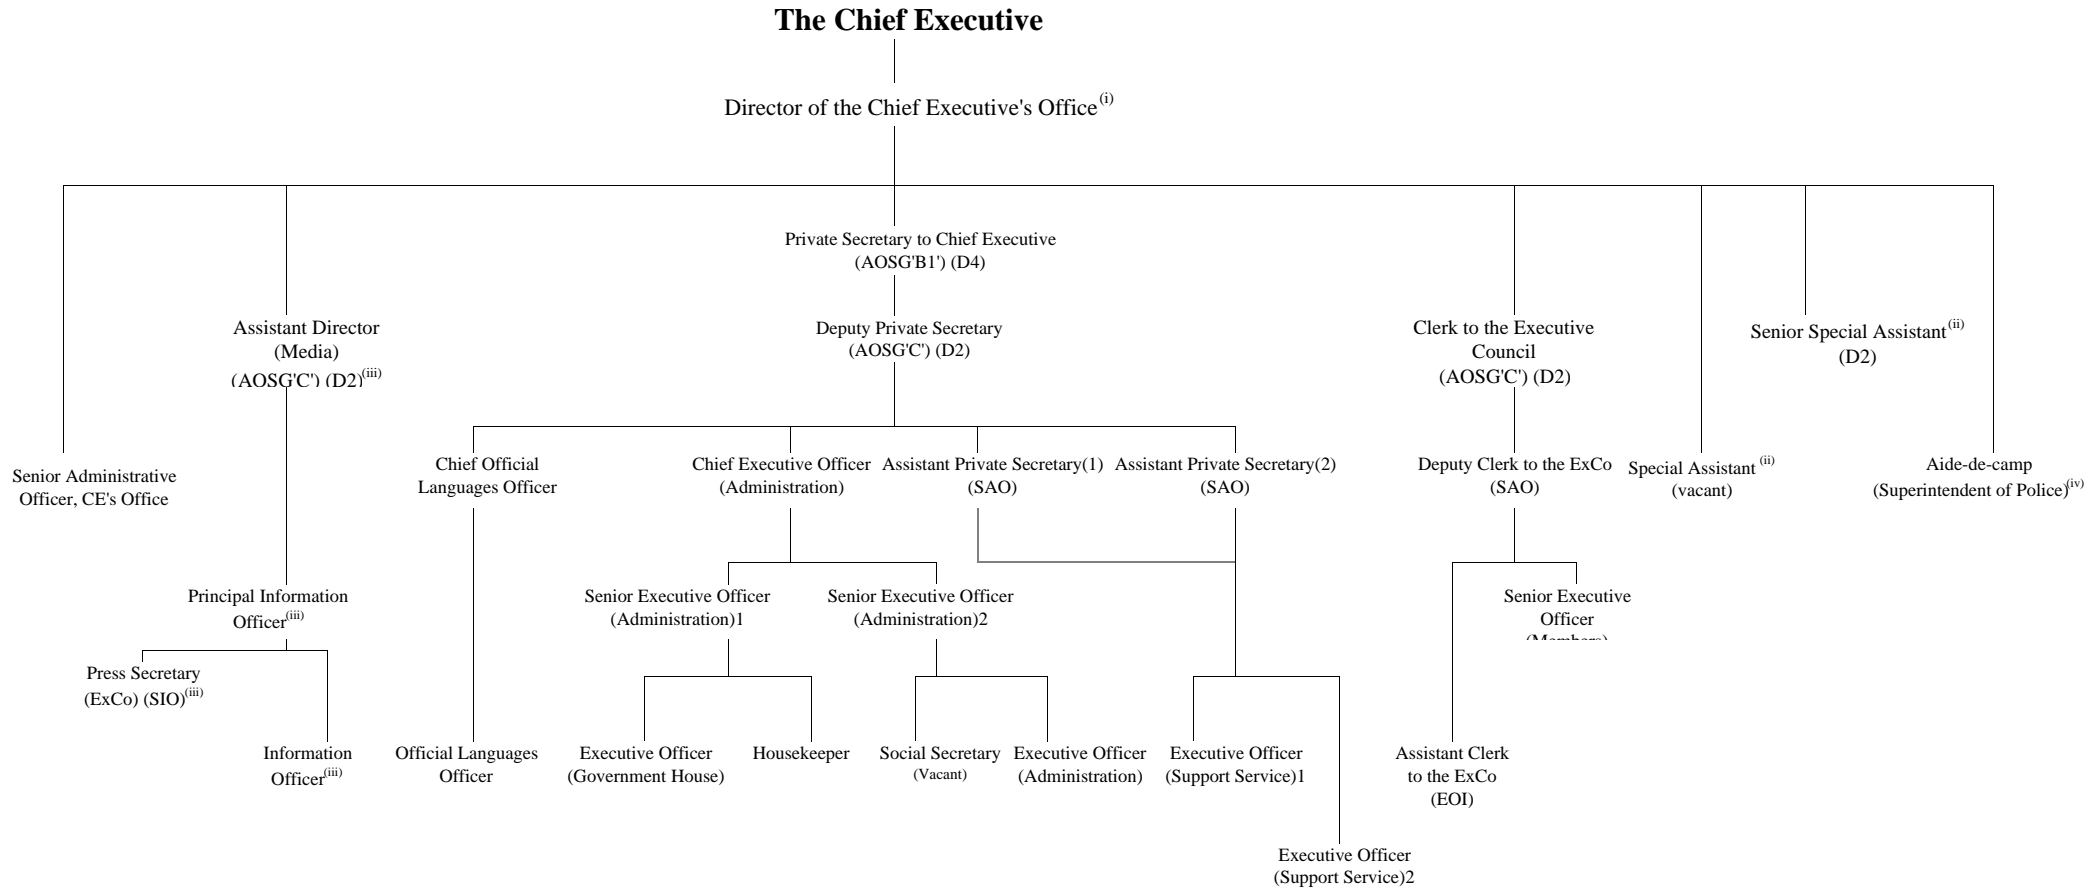 The Chief Executive
Director of the Chief Executive's Office(i)
Private Secretary to Chief Executive
(AOSG'B1') (D4)
Assistant Director
(Media)
(AOSG'C') (D2)(iii)
Deputy Private Secretary
(AOSG'C') (D2)
Clerk to the Executive
Council
(AOSG'C') (D2)
Senior Special Assistant(ii)
(D2)
Senior Administrative
Officer, CE's Office
Chief Official
Languages Officer
Chief Executive Officer
(Administration)
Assistant Private Secretary(1)
(SAO)
Assistant Private Secretary(2)
(SAO)
Deputy Clerk to the ExCo
(SAO)
Special Assistant (ii)
(vacant)
Aide-de-camp
(Superintendent of Police)(iv)
Principal Information
Officer(iii)
Senior Executive Officer
(Administration)1
Senior Executive Officer
(Administration)2
Senior Executive
Officer
(Members)
Press Secretary
(ExCo) (SIO)(iii)
Information
Officer(iii)
Official Languages
Officer
Executive Officer
(Government House)
Housekeeper
Social Secretary
(Vacant)
Executive Officer
(Administration)
Executive Officer
(Support Service)1
Assistant Clerk
to the ExCo
(EOI)
Executive Officer
(Support Service)2